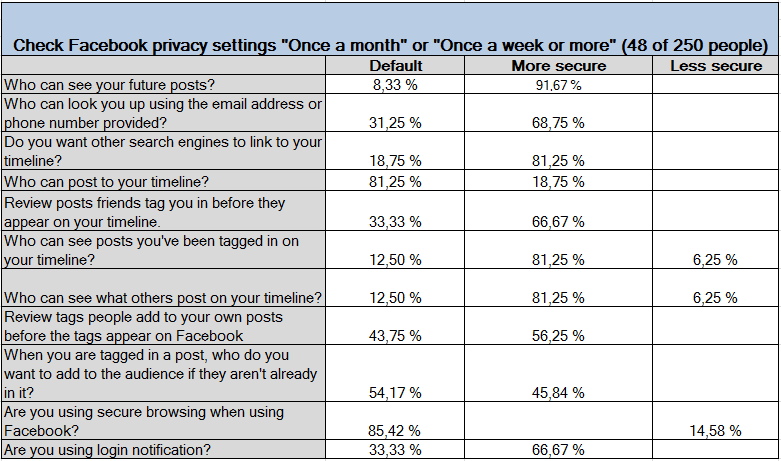 Check Facebook privacy settings "Once a month" or "Once a week or more" (48 of 250 people)
Default More secure Less secure
Who can see your future posts? 8,33 % 91,67 %
Who can look you up using the email address or
phone number provided? 31,25 % 68,75 %
Do you want other search engines to link to your
timeline? 18,75 % 81,25 %
Who can post to your timeline? 81,25 % 18,75 %
Review posts friends tag you in before they
appear on your timeline. 33,33 % 66,67 %
Who can see posts you've been tagged in on
your timeline? 12,50 % 81,25 % 6,25 %
Who can see what others post on your timeline? 12,50 % 81,25 % 6,25 %
Review tags people add to your own posts
before the tags appear on Facebook 43,75 % 56,25 %
When you are tagged in a post, who do you
want to add to the audience if they aren't already
in it? 54,17 % 45,84 %
Are you using secure browsing when using
Facebook? 85,42 % 14,58 %
Are you using login notification? 33,33 % 66,67 %